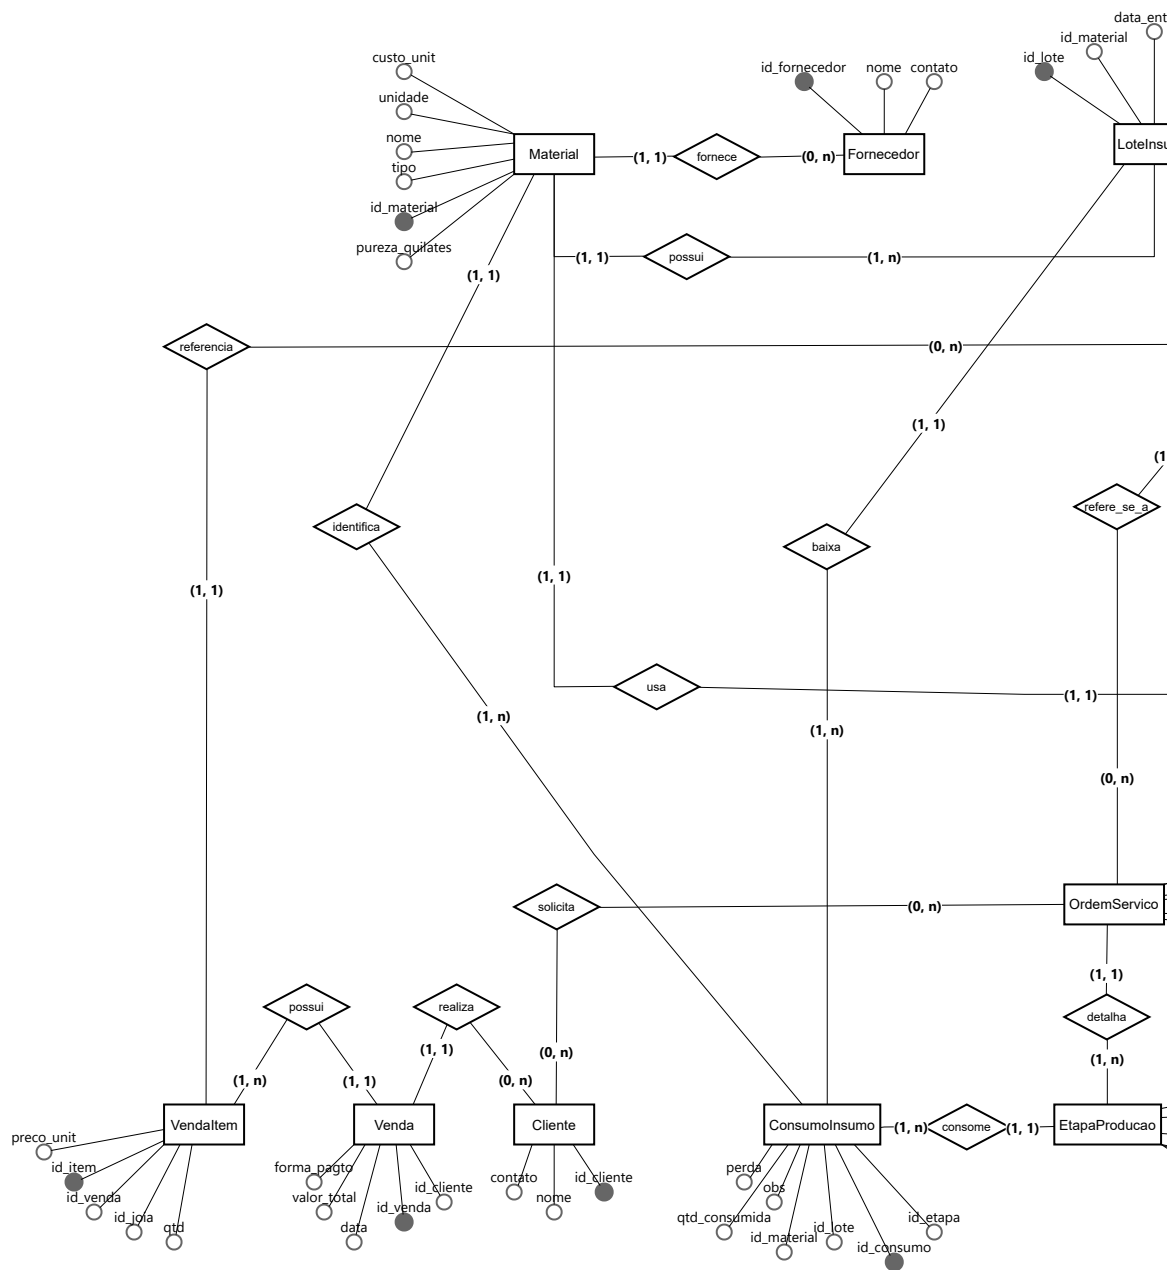 data_ent
custo_unit
id_material
id_lote
id_fornecedor
nome
contato
unidade
nome
tipo
id_material
pureza_quilates
Material
(1, 1)
fornece
(0, n)
Fornecedor
LoteInsu
(1, 1)
possui
(1, n)
(1, 1)
referencia
(0, n)
(1, 1)
(1
refere_se_a
identifica
baixa
(1, 1)
(1, 1)
usa
(1, 1)
(1, n)
(1, n)
(0, n)
solicita
(0, n)
OrdemServico
(1, 1)
possui
realiza
detalha
(1, 1)
(0, n)
(1, n)
(1, n)
(1, 1)
(0, n)
VendaItem
Venda
Cliente
ConsumoInsumo
(1, n)
consome
(1, 1)
EtapaProducao
preco_unit
id_item
id_venda
id_joia
qtd
forma_pagto
valor_total
data
id_venda
id_cliente
contato
nome
id_cliente
perda
obs
qtd_consumida
id_material
id_lote
id_consumo
id_etapa